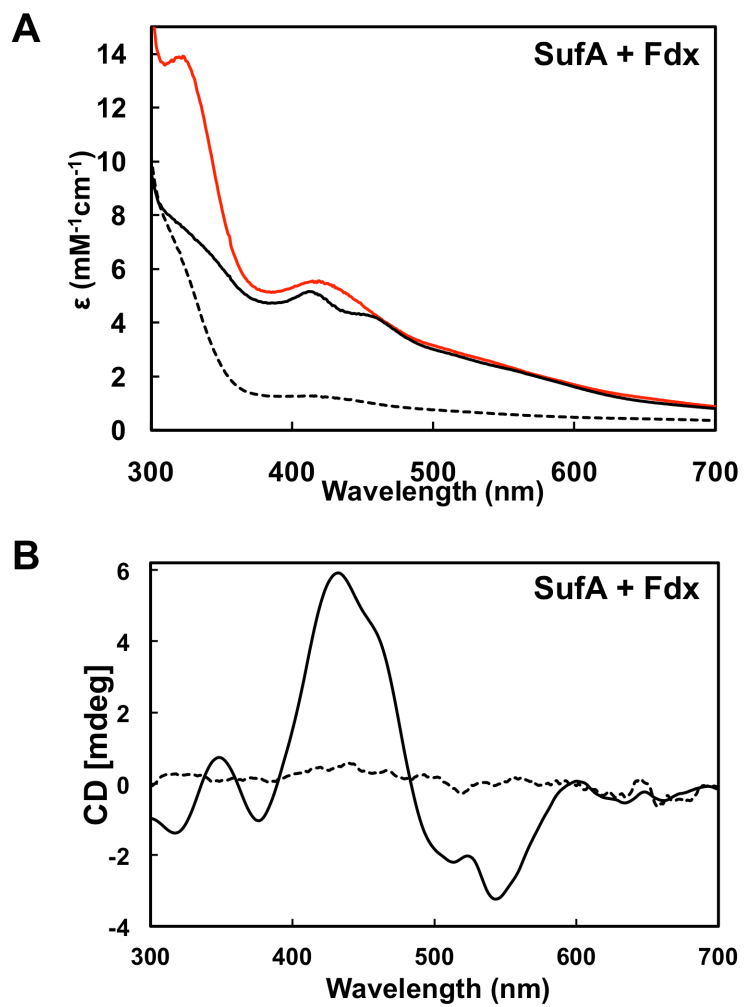 A
SufA + Fdx
14
12
10
8
6
4
2
0
ε (mM⁻¹cm⁻¹)
300 400 500 600 700
Wavelength (nm)
B
SufA + Fdx
6
4
2
0
-2
-4
CD [mdeg]
300 400 500 600 700
Wavelength (nm)